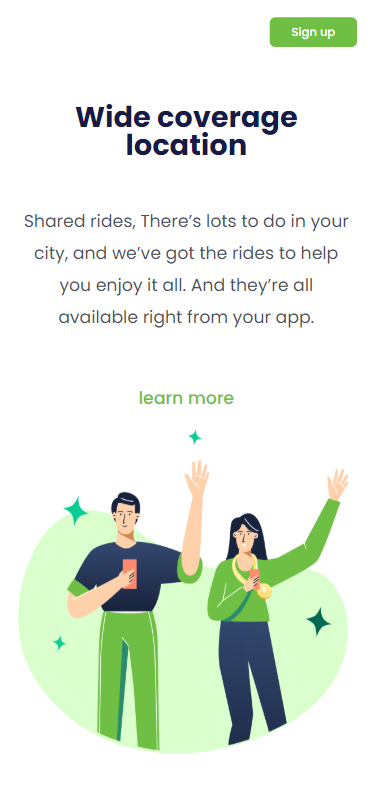 Sign up
Wide coverage
location
Shared rides, There’s lots to do in your
city, and we’ve got the rides to help
you enjoy it all. And they’re all
available right from your app.
learn more